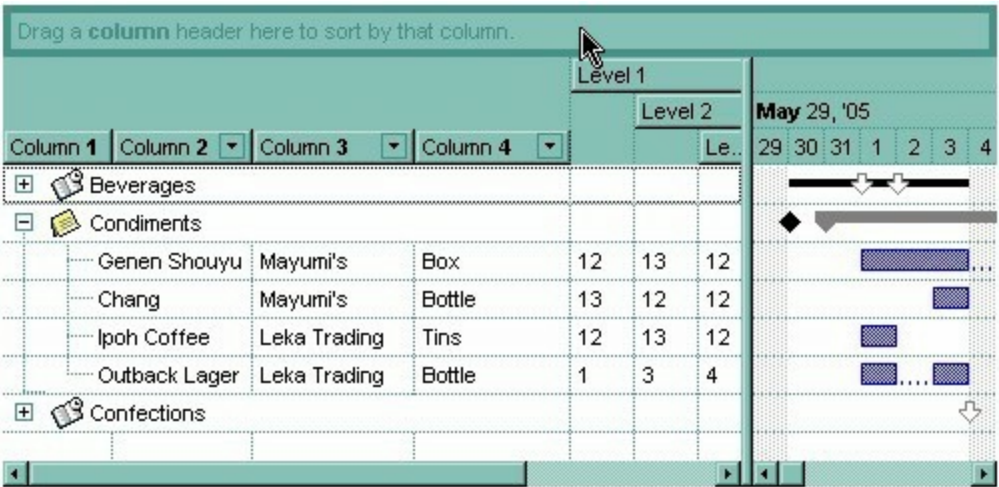 Drag a column header here to sort by that column.
Level 1
Level 2 May 29, '05
Column 1 Column 2 Column 3 Column 4 Le.. 29 30 31 1 2 3 4
Beverages
Condiments
Genen Shouyu Mayumi's Box 12 13 12 ...
Chang Mayumi's Bottle 13 12 12
Ipoh Coffee Leka Trading Tins 12 13 12
Outback Lager Leka Trading Bottle 1 3 4 ....
Confections